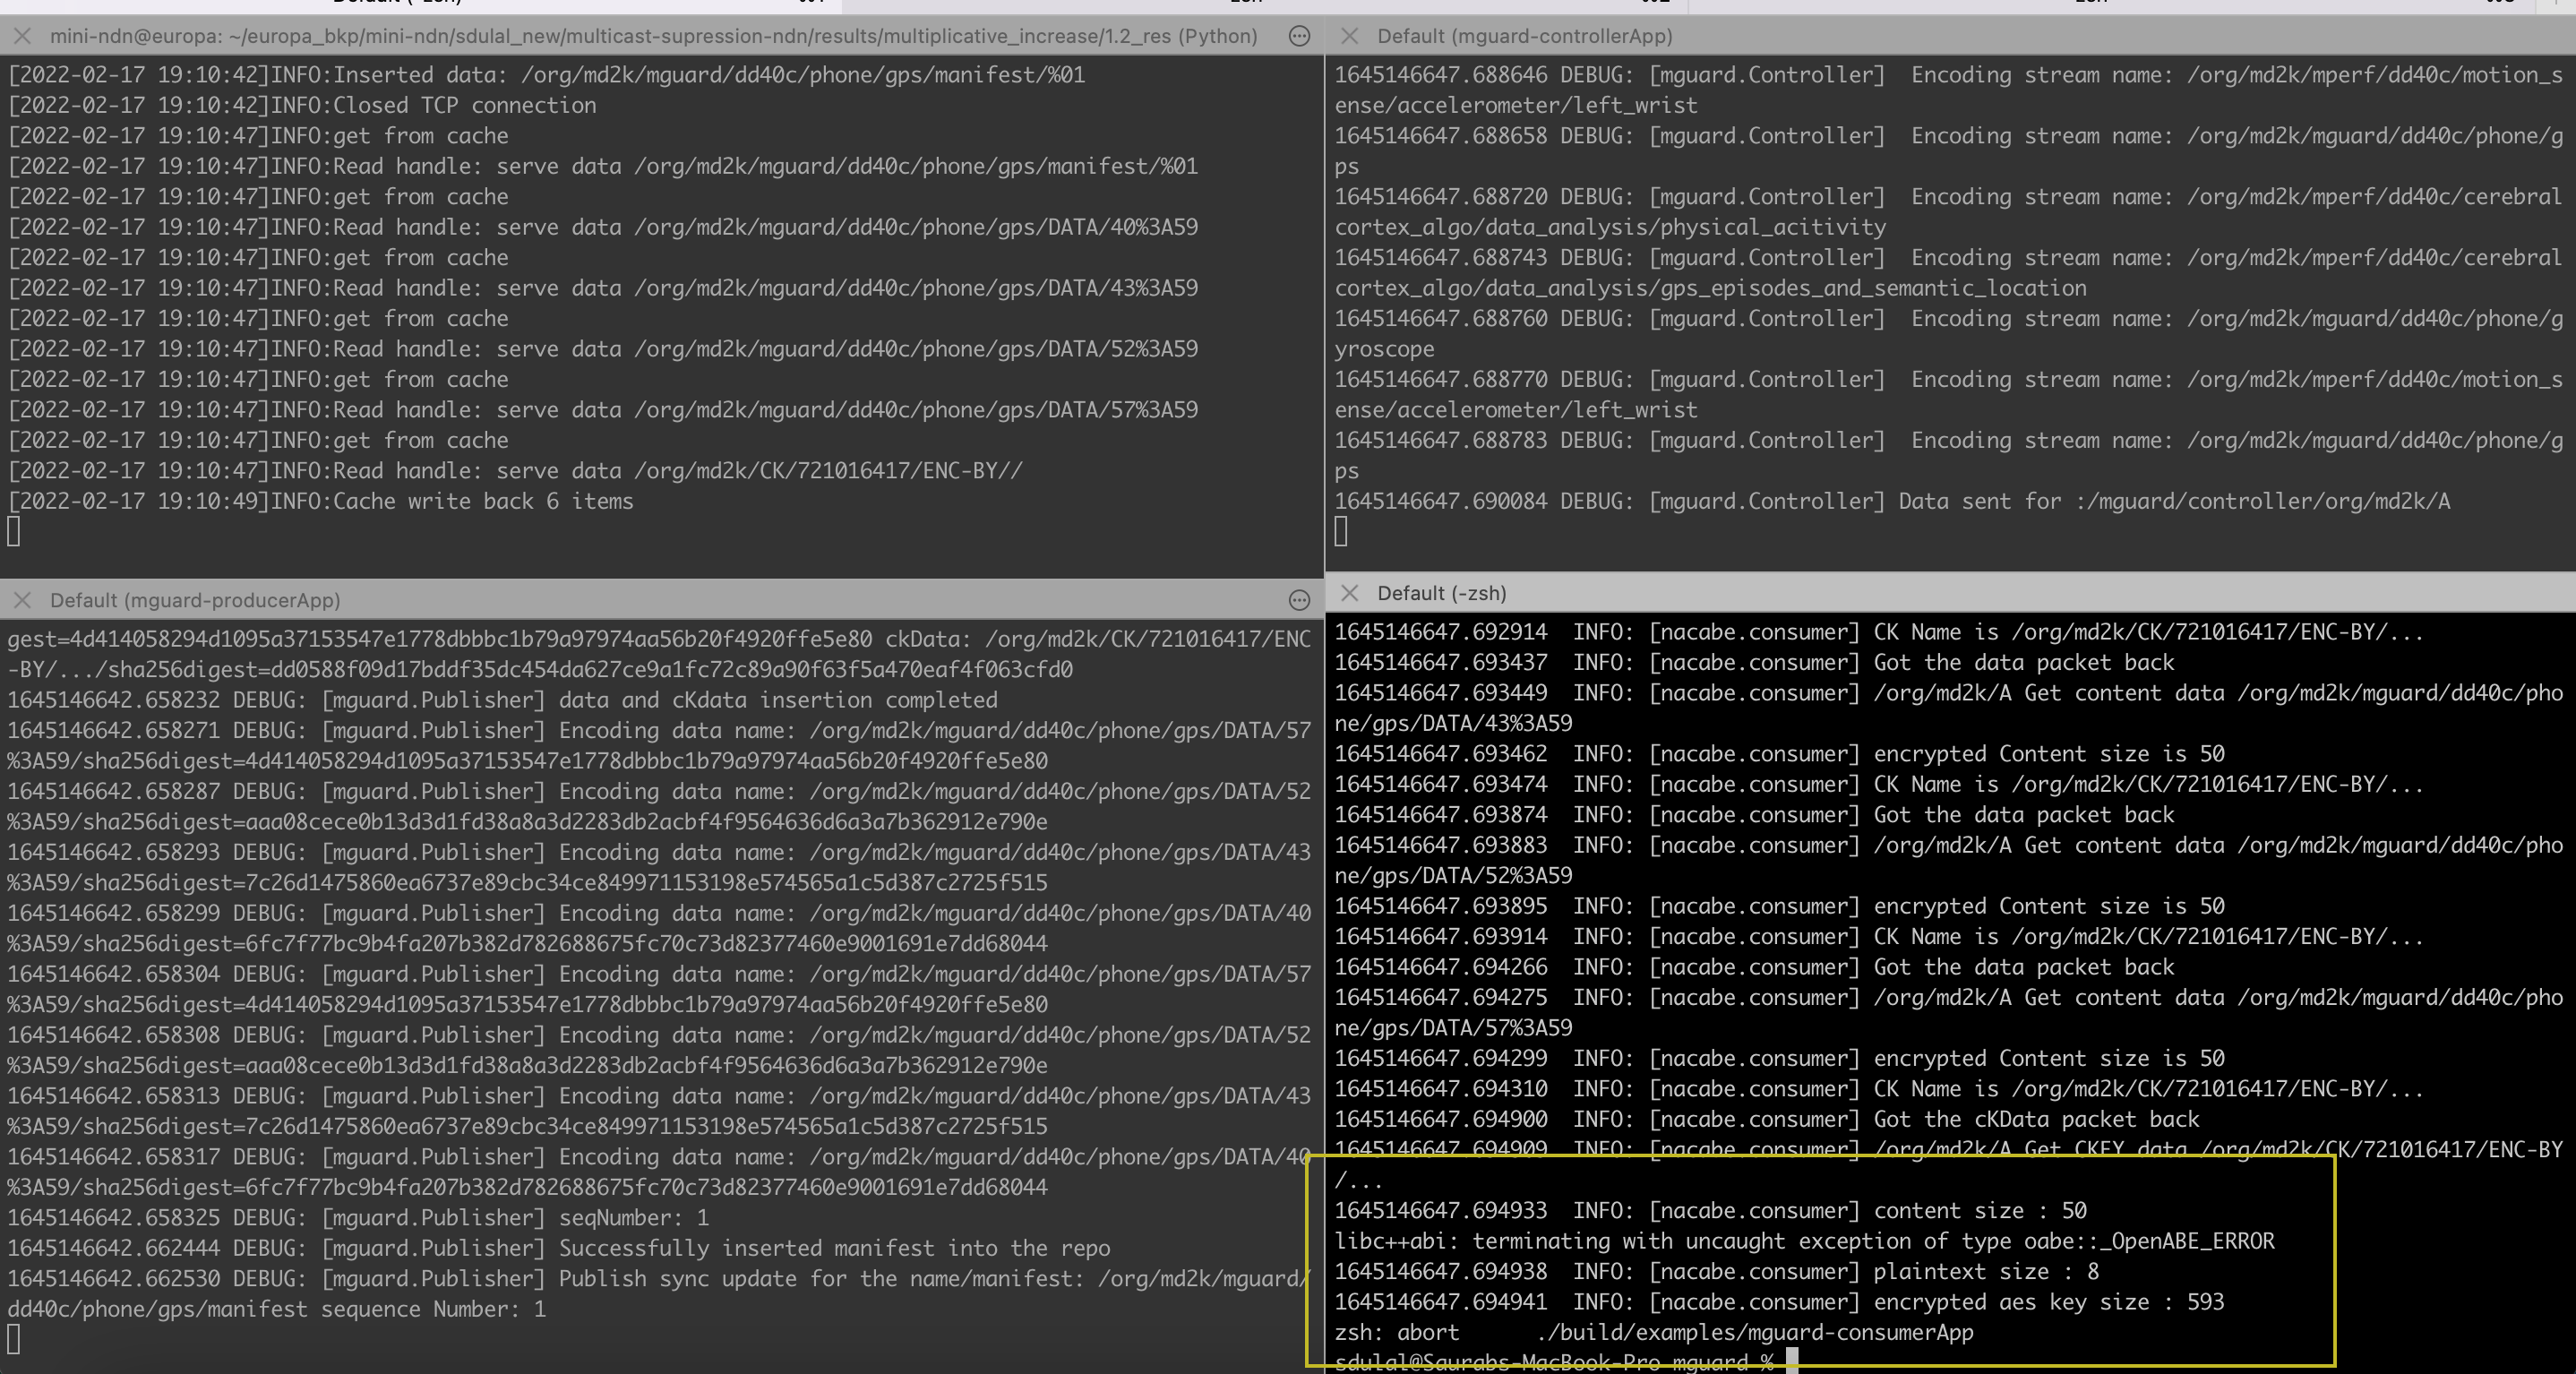 mini-ndn@europa: ~/europa_bkp/mini-ndn/sdulal_new/multicast-supression-ndn/results/multiplicative_increase/1.2_res (Python)
[2022-02-17 19:10:42]INFO:Inserted data: /org/md2k/mguard/dd40c/phone/gps/manifest/%01
[2022-02-17 19:10:42]INFO:Closed TCP connection
[2022-02-17 19:10:47]INFO:get from cache
[2022-02-17 19:10:47]INFO:Read handle: serve data /org/md2k/mguard/dd40c/phone/gps/manifest/%01
[2022-02-17 19:10:47]INFO:get from cache
[2022-02-17 19:10:47]INFO:Read handle: serve data /org/md2k/mguard/dd40c/phone/gps/DATA/40%3A59
[2022-02-17 19:10:47]INFO:get from cache
[2022-02-17 19:10:47]INFO:Read handle: serve data /org/md2k/mguard/dd40c/phone/gps/DATA/43%3A59
[2022-02-17 19:10:47]INFO:get from cache
[2022-02-17 19:10:47]INFO:Read handle: serve data /org/md2k/mguard/dd40c/phone/gps/DATA/52%3A59
[2022-02-17 19:10:47]INFO:get from cache
[2022-02-17 19:10:47]INFO:Read handle: serve data /org/md2k/mguard/dd40c/phone/gps/DATA/57%3A59
[2022-02-17 19:10:47]INFO:get from cache
[2022-02-17 19:10:47]INFO:Read handle: serve data /org/md2k/CK/721016417/ENC-BY//
[2022-02-17 19:10:49]INFO:Cache write back 6 items
Default (mguard-controllerApp)
1645146647.688646 DEBUG: [mguard.Controller]  Encoding stream name: /org/md2k/mperf/dd40c/motion_s
ense/accelerometer/left_wrist
1645146647.688658 DEBUG: [mguard.Controller]  Encoding stream name: /org/md2k/mguard/dd40c/phone/g
ps
1645146647.688720 DEBUG: [mguard.Controller]  Encoding stream name: /org/md2k/mperf/dd40c/cerebral
cortex_algo/data_analysis/physical_acitivity
1645146647.688743 DEBUG: [mguard.Controller]  Encoding stream name: /org/md2k/mperf/dd40c/cerebral
cortex_algo/data_analysis/gps_episodes_and_semantic_location
1645146647.688760 DEBUG: [mguard.Controller]  Encoding stream name: /org/md2k/mguard/dd40c/phone/g
yroscope
1645146647.688770 DEBUG: [mguard.Controller]  Encoding stream name: /org/md2k/mperf/dd40c/motion_s
ense/accelerometer/left_wrist
1645146647.688783 DEBUG: [mguard.Controller]  Encoding stream name: /org/md2k/mguard/dd40c/phone/g
ps
1645146647.690084 DEBUG: [mguard.Controller] Data sent for :/mguard/controller/org/md2k/A
Default (mguard-producerApp)
gest=4d414058294d1095a37153547e1778dbbbc1b79a97974aa56b20f4920ffe5e80 ckData: /org/md2k/CK/721016417/ENC
-BY/.../sha256digest=dd0588f09d17bddf35dc454da627ce9a1fc72c89a90f63f5a470eaf4f063cfd0
1645146642.658232 DEBUG: [mguard.Publisher] data and cKdata insertion completed
1645146642.658271 DEBUG: [mguard.Publisher] Encoding data name: /org/md2k/mguard/dd40c/phone/gps/DATA/57
%3A59/sha256digest=4d414058294d1095a37153547e1778dbbbc1b79a97974aa56b20f4920ffe5e80
1645146642.658287 DEBUG: [mguard.Publisher] Encoding data name: /org/md2k/mguard/dd40c/phone/gps/DATA/52
%3A59/sha256digest=aaa08cece0b13d3d1fd38a8a3d2283db2acbf4f9564636d6a3a7b362912e790e
1645146642.658293 DEBUG: [mguard.Publisher] Encoding data name: /org/md2k/mguard/dd40c/phone/gps/DATA/43
%3A59/sha256digest=7c26d1475860ea6737e89cbc34ce849971153198e574565a1c5d387c2725f515
1645146642.658299 DEBUG: [mguard.Publisher] Encoding data name: /org/md2k/mguard/dd40c/phone/gps/DATA/40
%3A59/sha256digest=6fc7f77bc9b4fa207b382d782688675fc70c73d82377460e9001691e7dd68044
1645146642.658304 DEBUG: [mguard.Publisher] Encoding data name: /org/md2k/mguard/dd40c/phone/gps/DATA/57
%3A59/sha256digest=4d414058294d1095a37153547e1778dbbbc1b79a97974aa56b20f4920ffe5e80
1645146642.658308 DEBUG: [mguard.Publisher] Encoding data name: /org/md2k/mguard/dd40c/phone/gps/DATA/52
%3A59/sha256digest=aaa08cece0b13d3d1fd38a8a3d2283db2acbf4f9564636d6a3a7b362912e790e
1645146642.658313 DEBUG: [mguard.Publisher] Encoding data name: /org/md2k/mguard/dd40c/phone/gps/DATA/43
%3A59/sha256digest=7c26d1475860ea6737e89cbc34ce849971153198e574565a1c5d387c2725f515
1645146642.658317 DEBUG: [mguard.Publisher] Encoding data name: /org/md2k/mguard/dd40c/phone/gps/DATA/40
%3A59/sha256digest=6fc7f77bc9b4fa207b382d782688675fc70c73d82377460e9001691e7dd68044
1645146642.658325 DEBUG: [mguard.Publisher] seqNumber: 1
1645146642.662444 DEBUG: [mguard.Publisher] Successfully inserted manifest into the repo
1645146642.662530 DEBUG: [mguard.Publisher] Publish sync update for the name/manifest: /org/md2k/mguard/
dd40c/phone/gps/manifest sequence Number: 1
Default (-zsh)
1645146647.692914  INFO: [nacabe.consumer] CK Name is /org/md2k/CK/721016417/ENC-BY/...
1645146647.693437  INFO: [nacabe.consumer] Got the data packet back
1645146647.693449  INFO: [nacabe.consumer] /org/md2k/A Get content data /org/md2k/mguard/dd40c/pho
ne/gps/DATA/43%3A59
1645146647.693462  INFO: [nacabe.consumer] encrypted Content size is 50
1645146647.693474  INFO: [nacabe.consumer] CK Name is /org/md2k/CK/721016417/ENC-BY/...
1645146647.693874  INFO: [nacabe.consumer] Got the data packet back
1645146647.693883  INFO: [nacabe.consumer] /org/md2k/A Get content data /org/md2k/mguard/dd40c/pho
ne/gps/DATA/52%3A59
1645146647.693895  INFO: [nacabe.consumer] encrypted Content size is 50
1645146647.693914  INFO: [nacabe.consumer] CK Name is /org/md2k/CK/721016417/ENC-BY/...
1645146647.694266  INFO: [nacabe.consumer] Got the data packet back
1645146647.694275  INFO: [nacabe.consumer] /org/md2k/A Get content data /org/md2k/mguard/dd40c/pho
ne/gps/DATA/57%3A59
1645146647.694299  INFO: [nacabe.consumer] encrypted Content size is 50
1645146647.694310  INFO: [nacabe.consumer] CK Name is /org/md2k/CK/721016417/ENC-BY/...
1645146647.694900  INFO: [nacabe.consumer] Got the cKData packet back
1645146647.694909  INFO: [nacabe.consumer] /org/md2k/A Get CKEY data /org/md2k/CK/721016417/ENC-BY
/...
1645146647.694933  INFO: [nacabe.consumer] content size : 50
libc++abi: terminating with uncaught exception of type oabe::_OpenABE_ERROR
1645146647.694938  INFO: [nacabe.consumer] plaintext size : 8
1645146647.694941  INFO: [nacabe.consumer] encrypted aes key size : 593
zsh: abort      ./build/examples/mguard-consumerApp
sdulal@Saurabs-MacBook-Pro mguard %